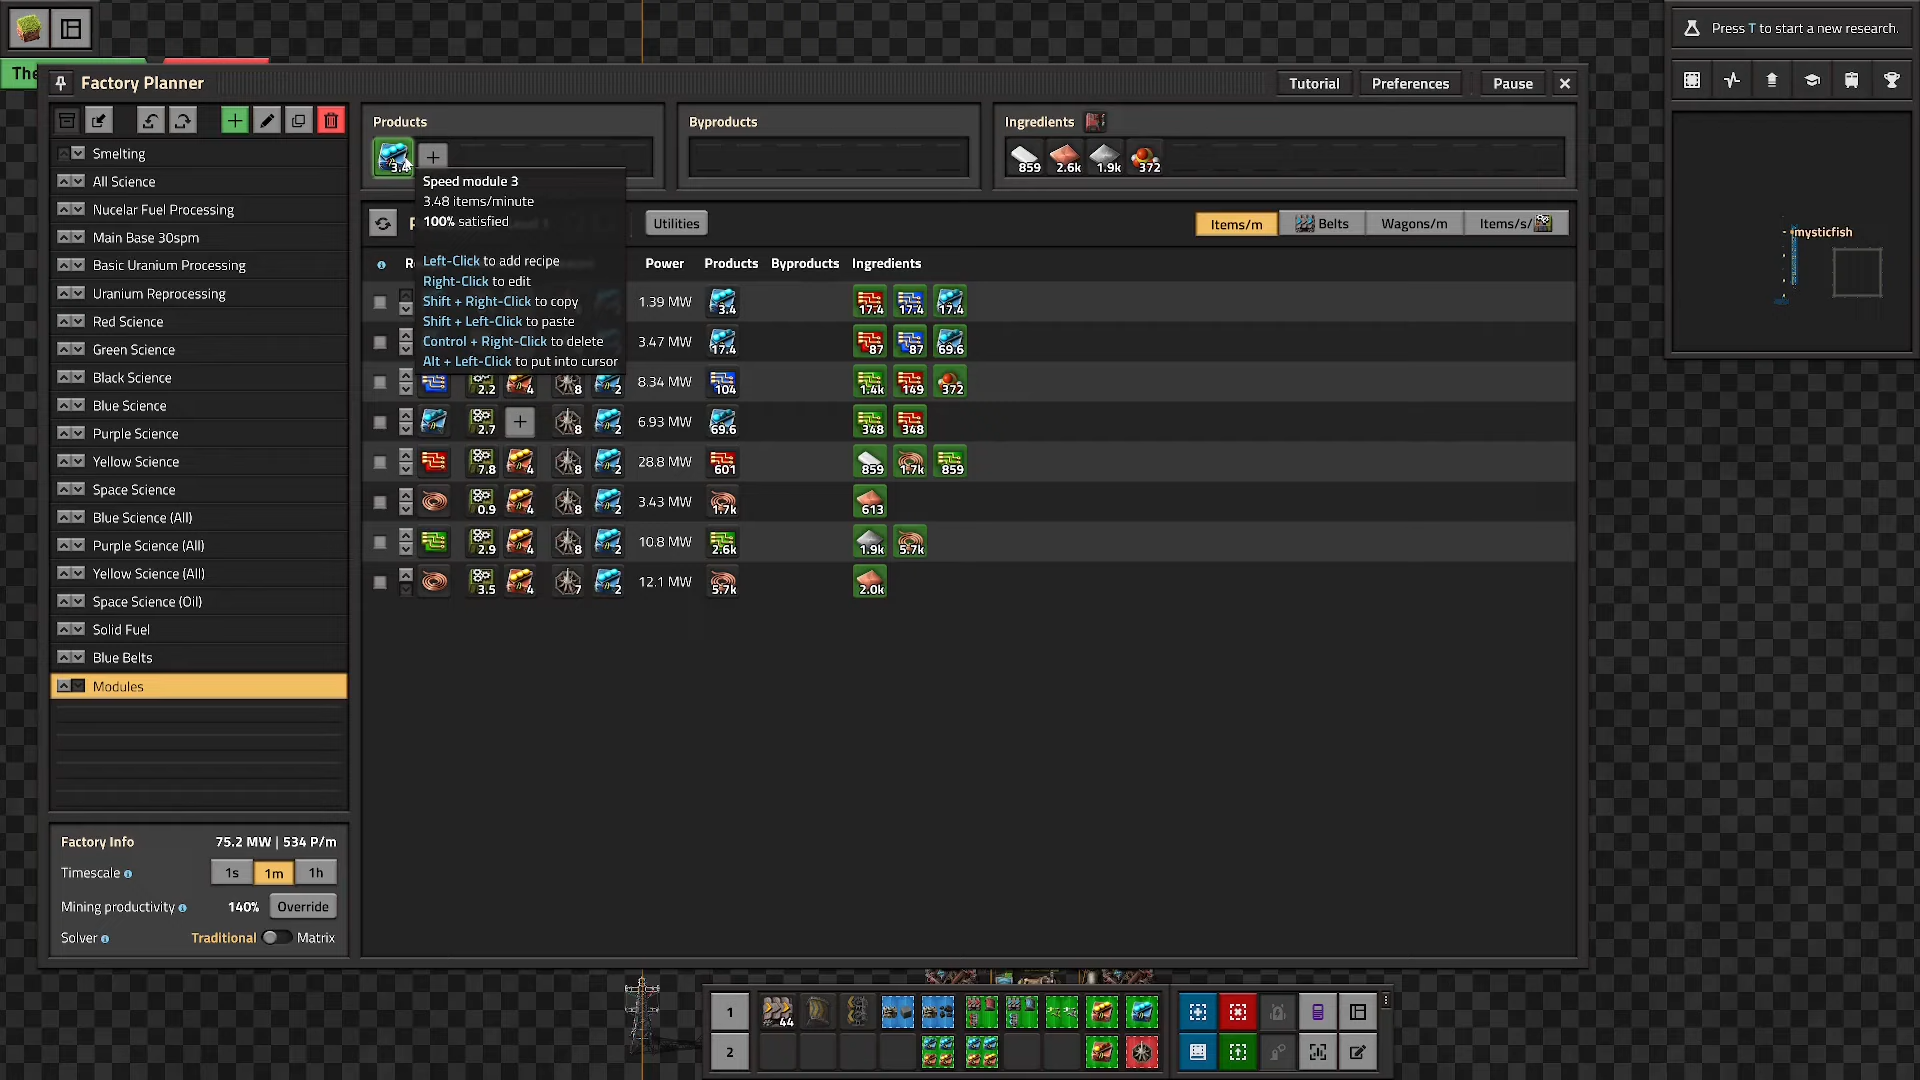 The
Factory Planner
Tutorial
Preferences
Pause
Press T to start a new research.
Products
Byproducts
Ingredients
3.4
859
2.6k
1.9k
372
Speed module 3
3.48 items/minute
100% satisfied
Left-Click to add recipe
Right-Click to edit
Shift + Right-Click to copy
Shift + Left-Click to paste
Control + Right-Click to delete
Alt + Left-Click to put into cursor
Utilities
Items/m
Belts
Wagons/m
Items/s/
Power
Products
Byproducts
Ingredients
1.39 MW
3.4
17.4
17.4
17.4
3.47 MW
17.4
87
87
69.6
2.2
4
8
2
8.34 MW
104
1.4k
149
372
2.7
8
2
6.93 MW
69.6
348
348
7.8
4
8
2
28.8 MW
601
859
1.7k
859
0.9
4
8
2
3.43 MW
1.7k
613
2.9
4
8
2
10.8 MW
2.6k
1.9k
5.7k
3.5
4
7
2
12.1 MW
5.7k
2.0k
Smelting
All Science
Nucelar Fuel Processing
Main Base 30spm
Basic Uranium Processing
Uranium Reprocessing
Red Science
Green Science
Black Science
Blue Science
Purple Science
Yellow Science
Space Science
Blue Science (All)
Purple Science (All)
Yellow Science (All)
Space Science (Oil)
Solid Fuel
Blue Belts
Modules
Factory Info
75.2 MW | 534 P/m
Timescale
1s
1m
1h
Mining productivity
140%
Override
Solver
Traditional
Matrix
mysticfish
1
44
2